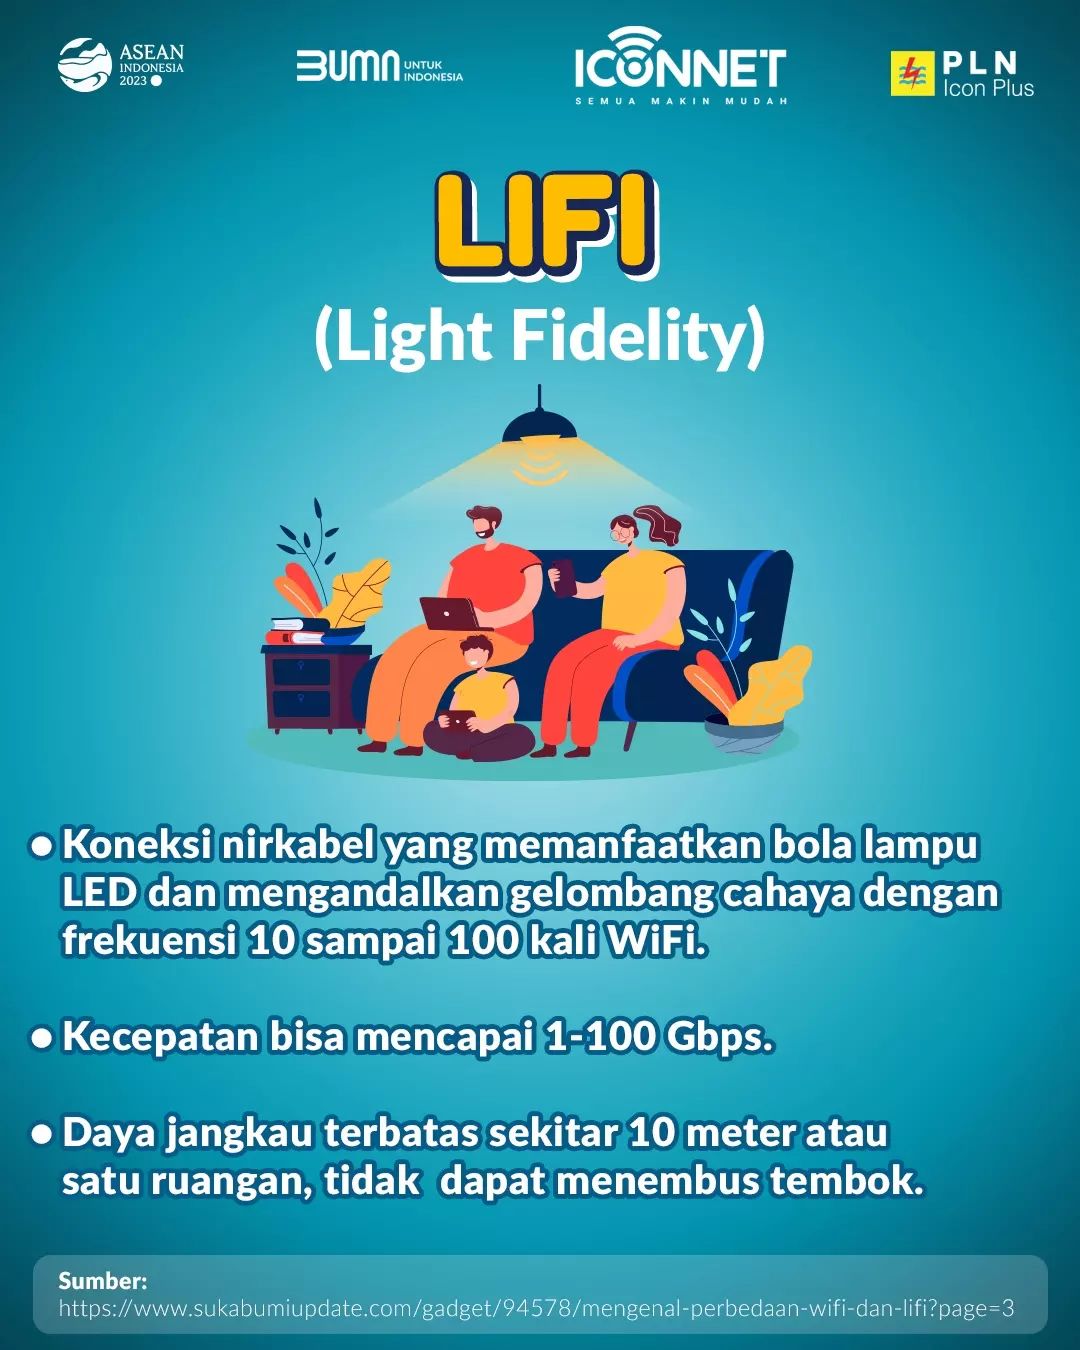 ASEAN
INDONESIA
2023
BUMN UNTUK
INDONESIA
ICONNET
SEMUA MAKIN MUDAH
PLN
Icon Plus
LIFI
(Light Fidelity)
• Koneksi nirkabel yang memanfaatkan bola lampu
LED dan mengandalkan gelombang cahaya dengan
frekuensi 10 sampai 100 kali WiFi.
• Kecepatan bisa mencapai 1-100 Gbps.
• Daya jangkau terbatas sekitar 10 meter atau
satu ruangan, tidak dapat menembus tembok.
Sumber:
https://www.sukabumiupdate.com/gadget/94578/mengenal-perbedaan-wifi-dan-lifi?page=3